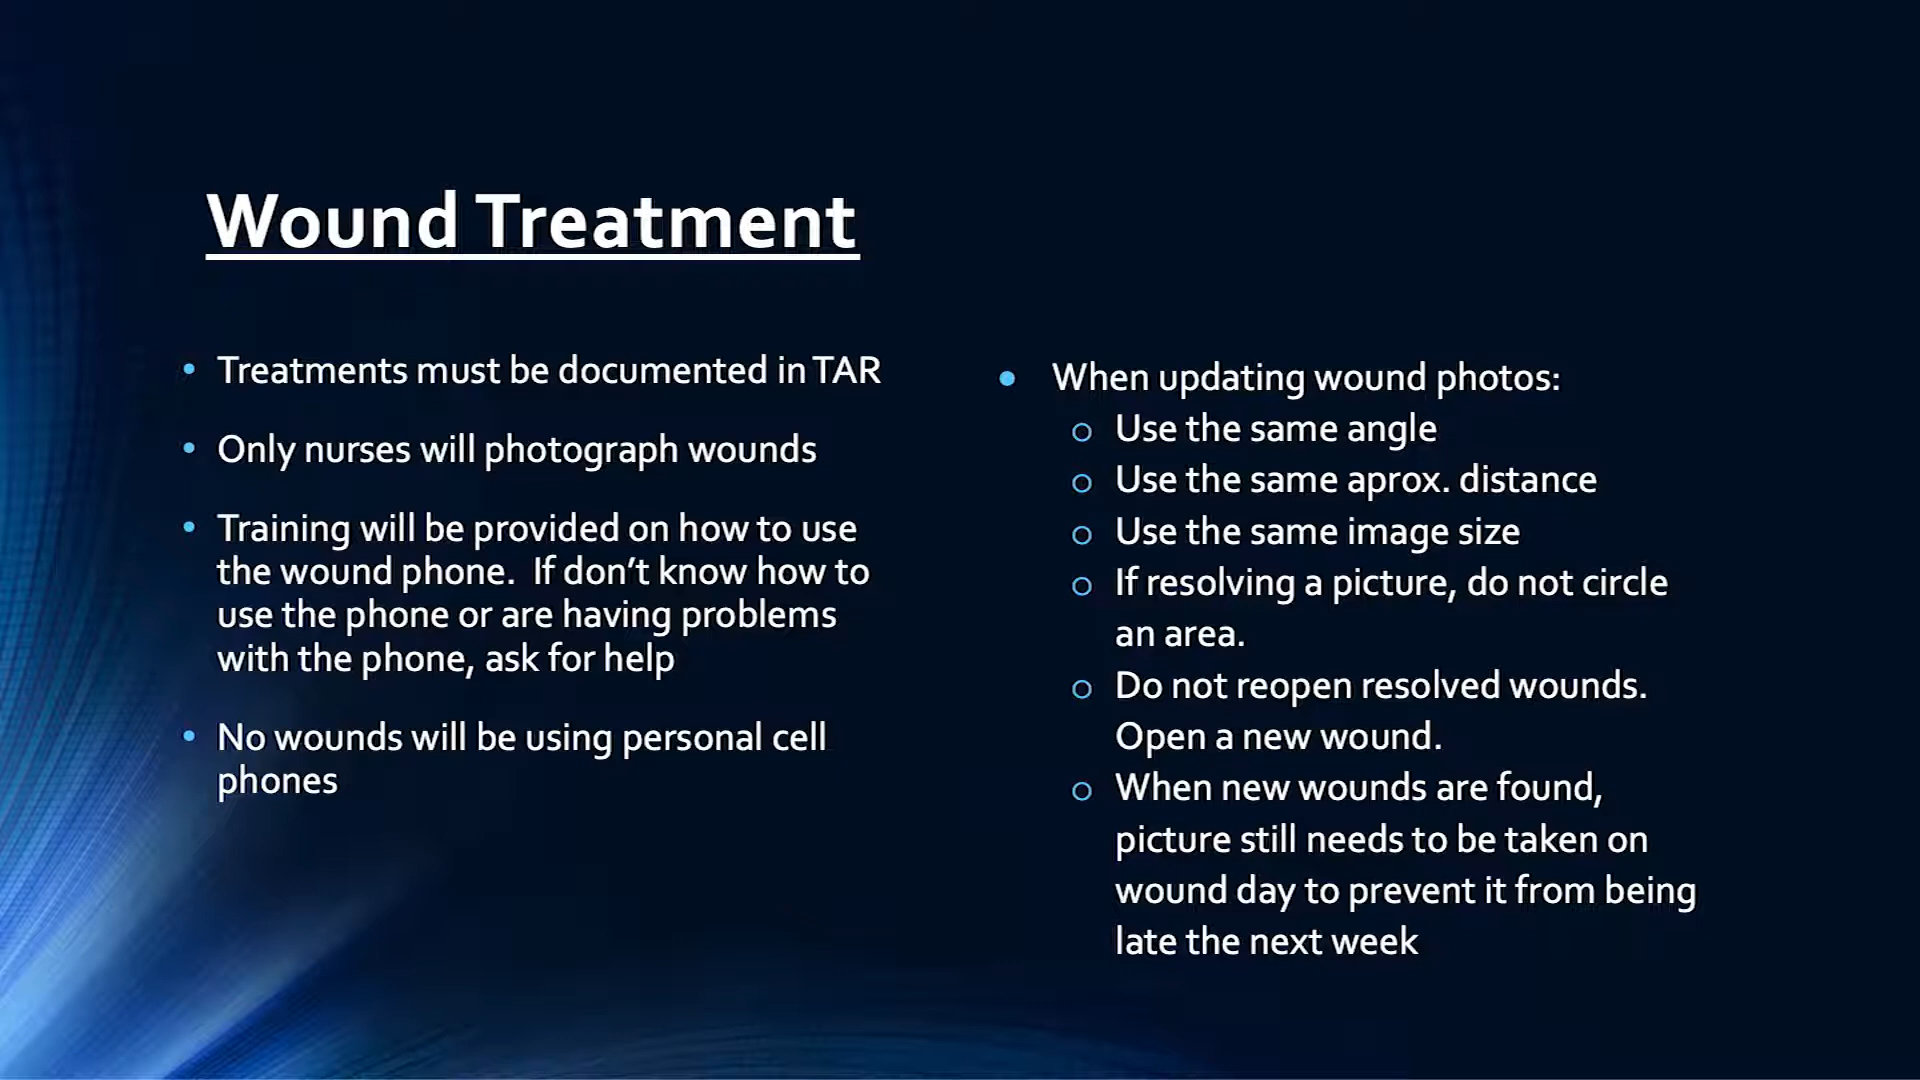 Wound Treatment
Treatments must be documented in TAR
Only nurses will photograph wounds
Training will be provided on how to use
the wound phone.  If don’t know how to
use the phone or are having problems
with the phone, ask for help
No wounds will be using personal cell
phones
When updating wound photos:
Use the same angle
Use the same aprox. distance
Use the same image size
If resolving a picture, do not circle
an area.
Do not reopen resolved wounds.
Open a new wound.
When new wounds are found,
picture still needs to be taken on
wound day to prevent it from being
late the next week